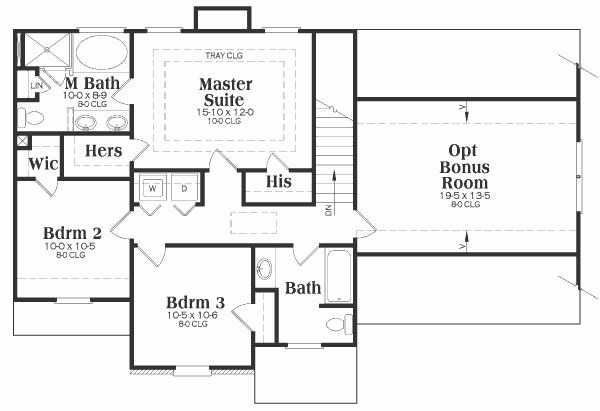 TRAY CLG
Master
Suite
15-10 x 12-0
10-0 CLG
LIN
M Bath
10-0 x 8-9
8-0 CLG
Hers
Wic
His
W
D
DN
V
Opt
Bonus
Room
19-5 x 13-5
8-0 CLG
V
Bdrm 2
10-0 x 10-5
8-0 CLG
Bdrm 3
10-5 x 10-6
8-0 CLG
Bath